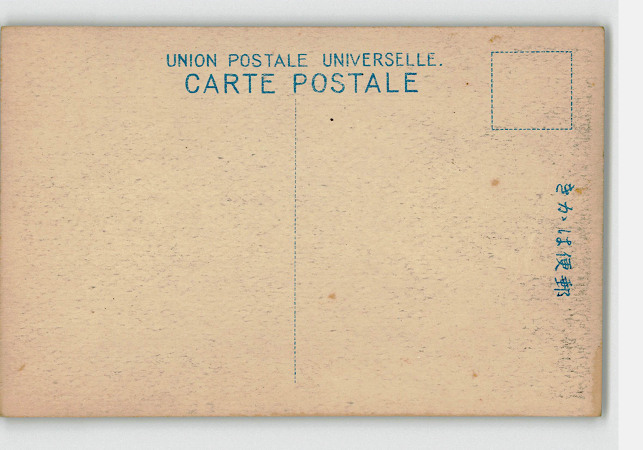 UNION POSTALE UNIVERSELLE.
CARTE POSTALE
きかは便郵